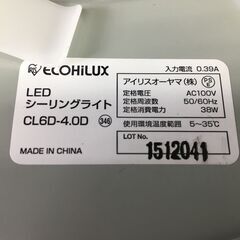 ECOHiLUX
入力電流 0.39A
LED
シーリングライト
CL6D-4.0D 346
アイリスオーヤマ(株)
定格電圧 AC100V
定格周波数 50/60Hz
定格消費電力 38W
使用環境温度範囲 5~35℃
LOT No.
1512041
MADE IN CHINA